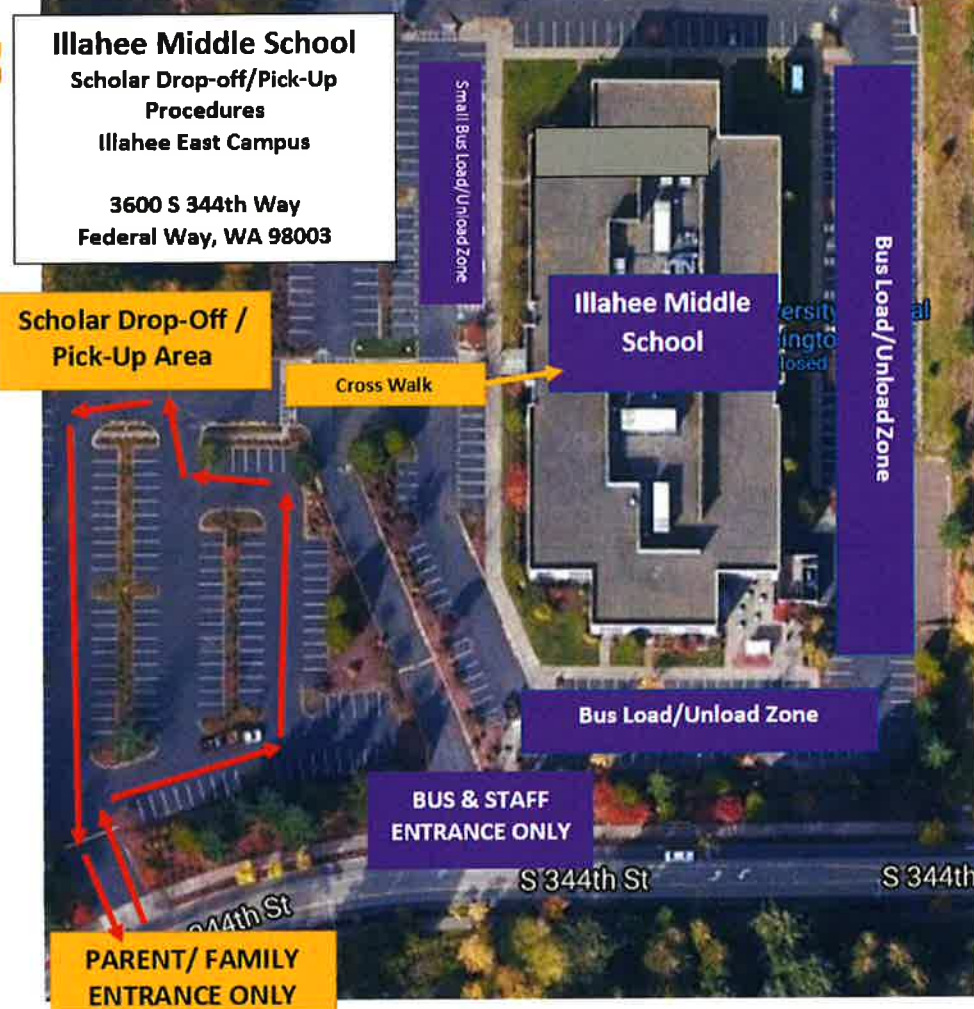 Illahee Middle School
Scholar Drop-off/Pick-Up
Procedures
Illahee East Campus
3600 S 344th Way
Federal Way, WA 98003
Small Bus Load/Unload Zone
Scholar Drop-Off /
Pick-Up Area
Cross Walk
Illahee Middle
School
Bus Load/Unload Zone
Bus Load/Unload Zone
BUS & STAFF
ENTRANCE ONLY
S 344th St
S 344th
344th St
PARENT/ FAMILY
ENTRANCE ONLY